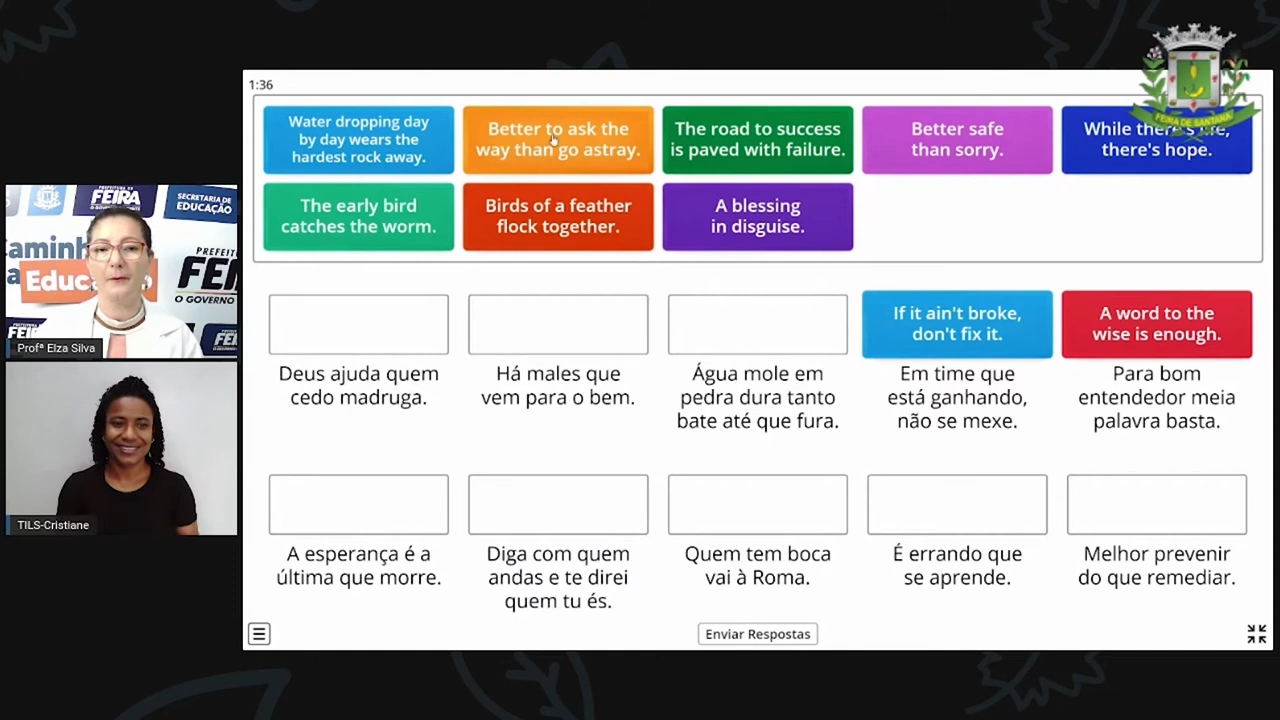 1:36
Water dropping day
by day wears the
hardest rock away.
Better to ask the
way than go astray.
The road to success
is paved with failure.
Better safe
than sorry.
While there's life,
there's hope.
FEIRA DE SANTANA
The early bird
catches the worm.
Birds of a feather
flock together.
A blessing
in disguise.
If it ain't broke,
don't fix it.
A word to the
wise is enough.
Deus ajuda quem
cedo madruga.
Há males que
vem para o bem.
Água mole em
pedra dura tanto
bate até que fura.
Em time que
está ganhando,
não se mexe.
Para bom
entendedor meia
palavra basta.
A esperança é a
última que morre.
Diga com quem
andas e te direi
quem tu és.
Quem tem boca
vai à Roma.
É errando que
se aprende.
Melhor prevenir
do que remediar.
Enviar Respostas
FEIRA
SECRETARIA DE
EDUCAÇÃO
Educ
O GOVERNO
Profª Elza Silva
TILS-Cristiane